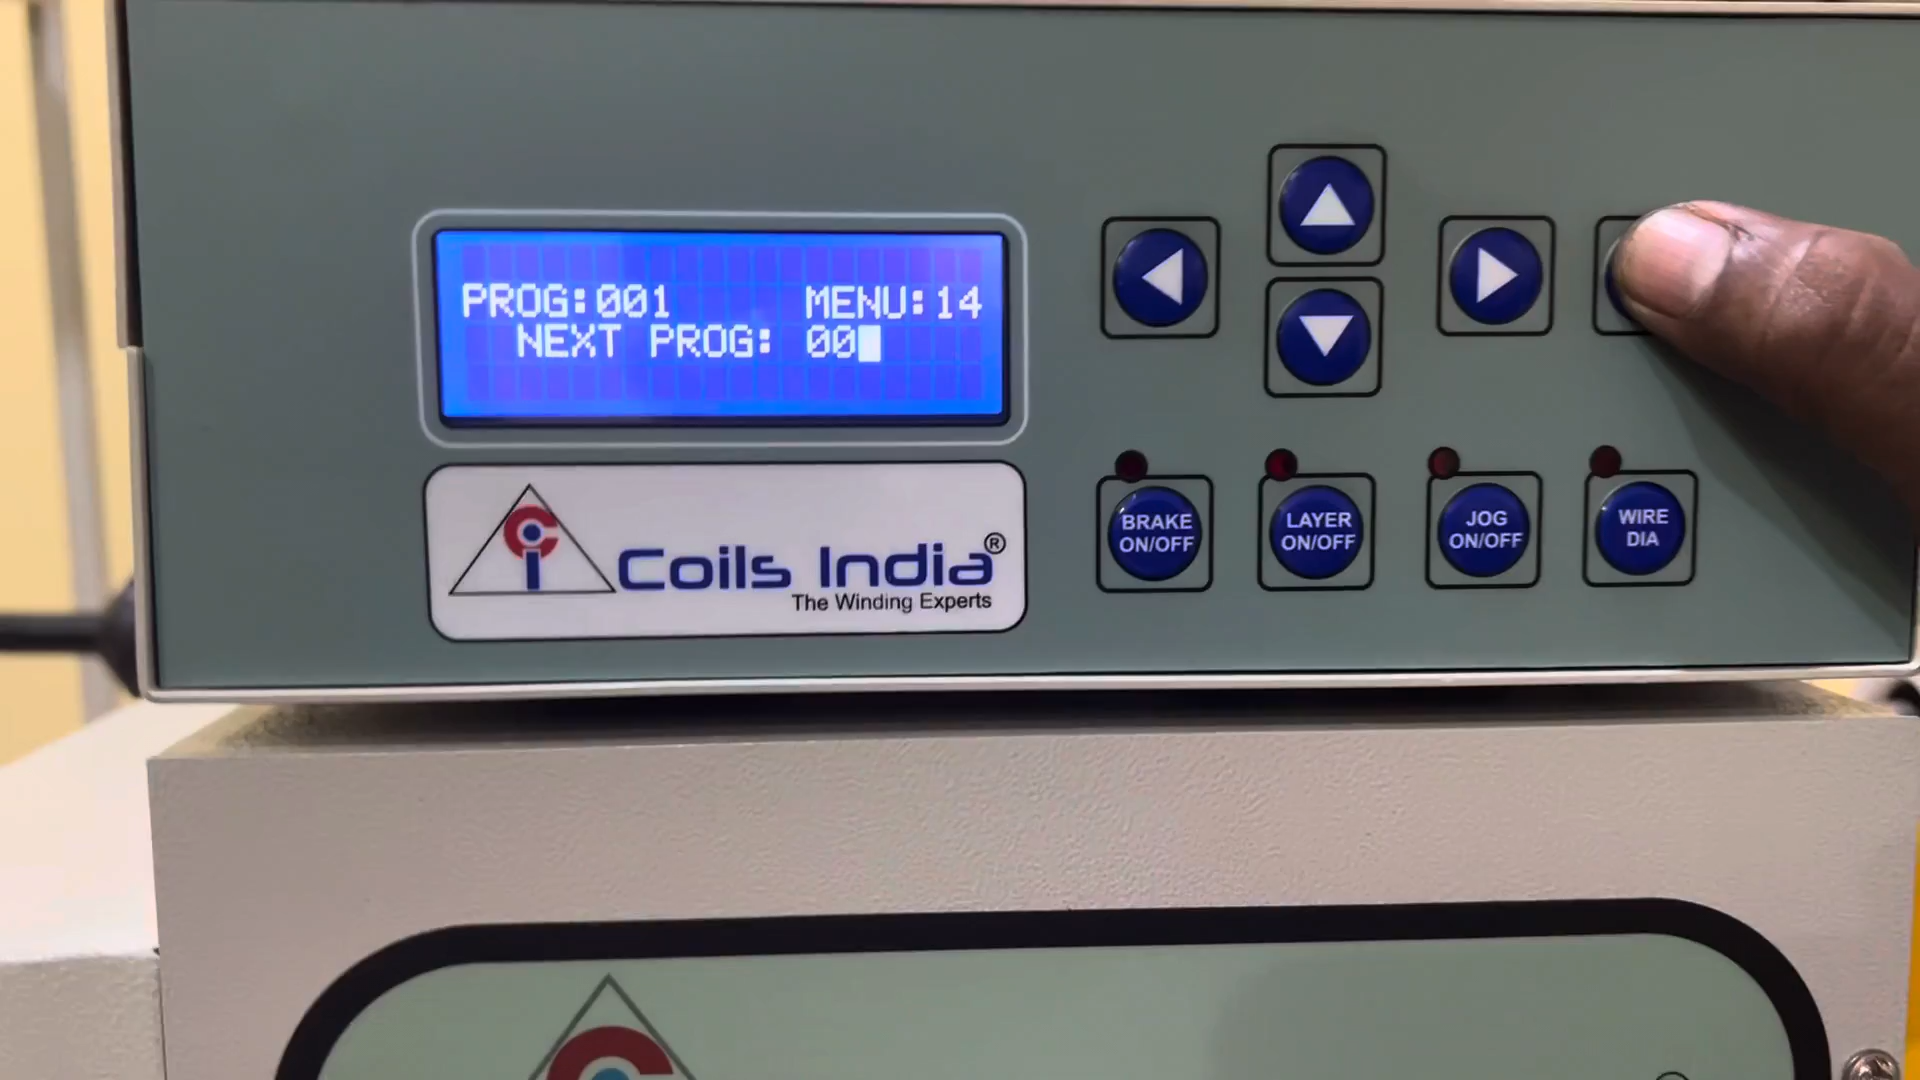 PROG:001 MENU:14
NEXT PROG: 00
Coils India®
The Winding Experts
BRAKE
ON/OFF
LAYER
ON/OFF
JOG
ON/OFF
WIRE
DIA